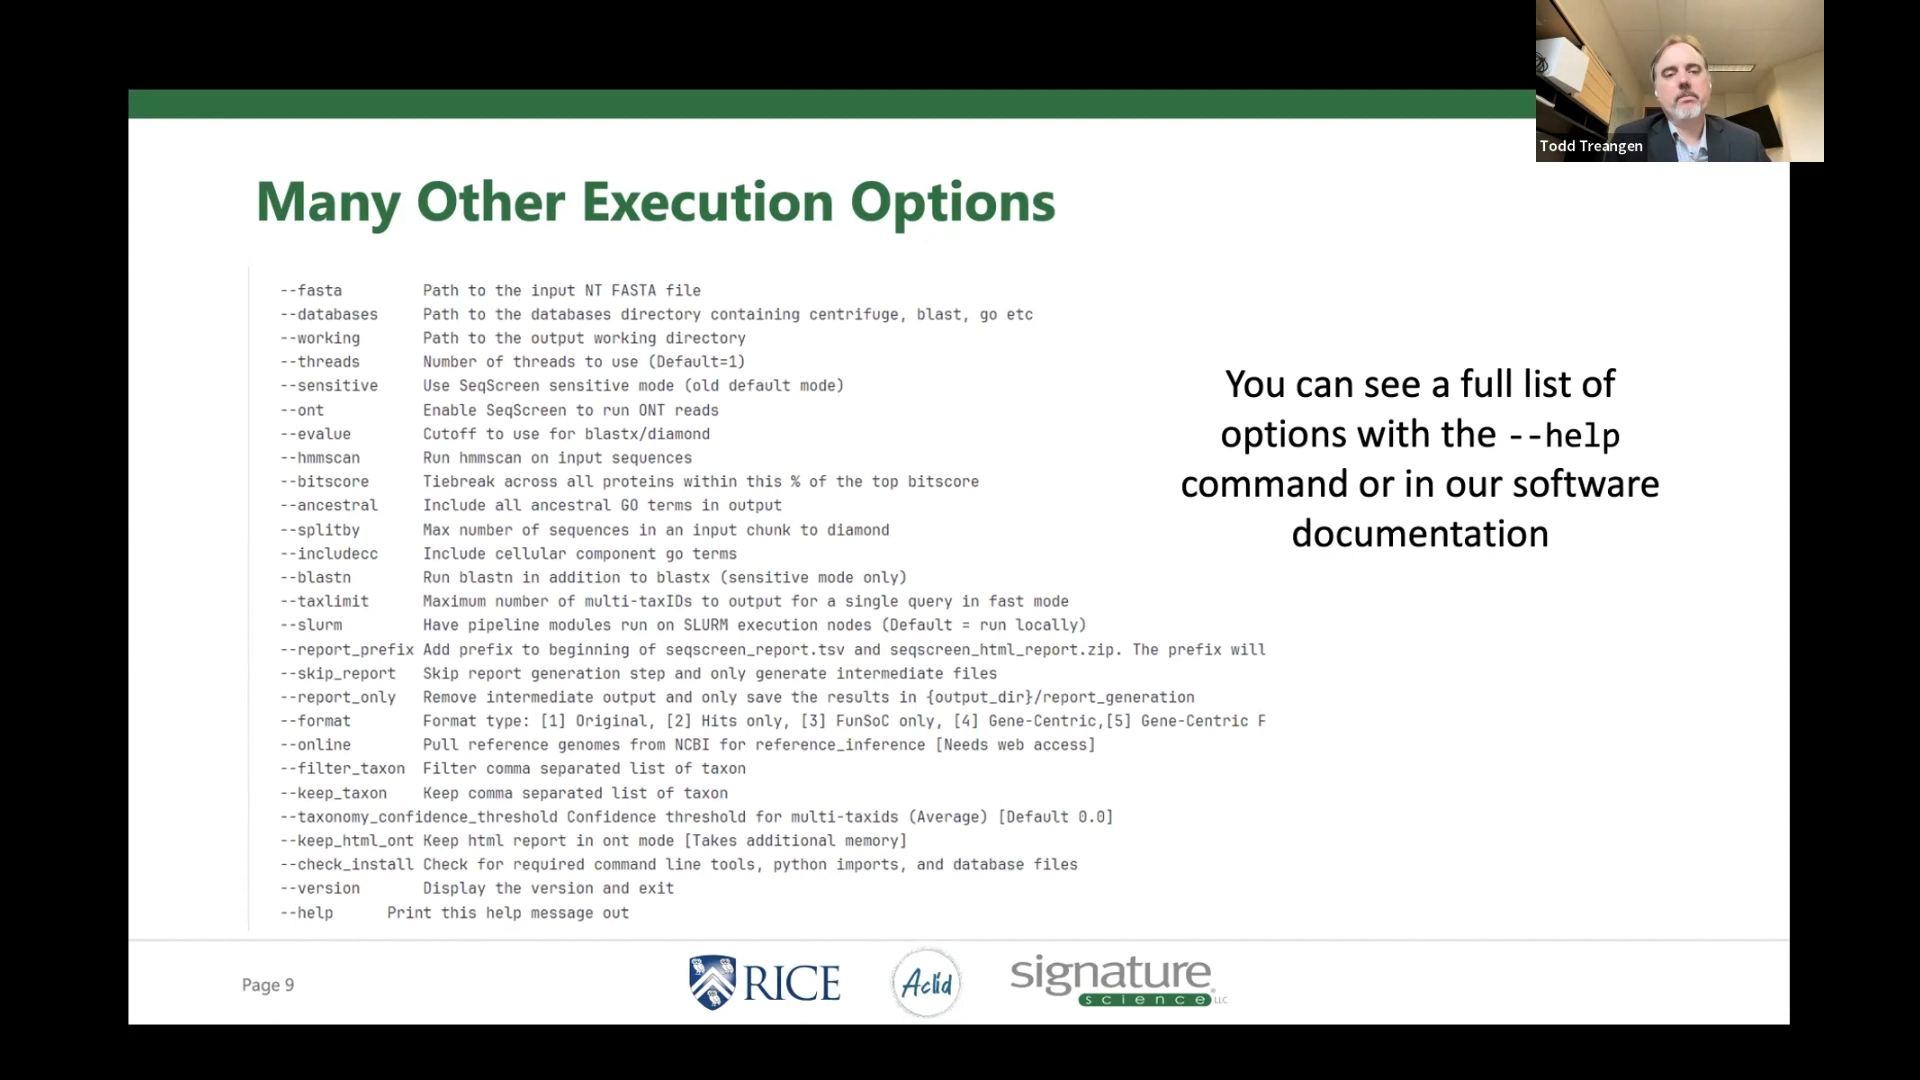 Todd Treangen
Many Other Execution Options
--fasta Path to the input NT FASTA file
--databases Path to the databases directory containing centrifuge, blast, go etc
--working Path to the output working directory
--threads Number of threads to use (Default=1)
--sensitive Use SeqScreen sensitive mode (old default mode)
--ont Enable SeqScreen to run ONT reads
--evalue Cutoff to use for blastx/diamond
--hmmscan Run hmmscan on input sequences
--bitscore Tiebreak across all proteins within this % of the top bitscore
--ancestral Include all ancestral GO terms in output
--splitby Max number of sequences in an input chunk to diamond
--includecc Include cellular component go terms
--blastn Run blastn in addition to blastx (sensitive mode only)
--taxlimit Maximum number of multi-taxIDs to output for a single query in fast mode
--slurm Have pipeline modules run on SLURM execution nodes (Default = run locally)
--report_prefix Add prefix to beginning of seqscreen_report.tsv and seqscreen_html_report.zip. The prefix will
--skip_report Skip report generation step and only generate intermediate files
--report_only Remove intermediate output and only save the results in {output_dir}/report_generation
--format Format type: [1] Original, [2] Hits only, [3] FunSoC only, [4] Gene-Centric,[5] Gene-Centric F
--online Pull reference genomes from NCBI for reference_inference [Needs web access]
--filter_taxon Filter comma separated list of taxon
--keep_taxon Keep comma separated list of taxon
--taxonomy_confidence_threshold Confidence threshold for multi-taxids (Average) [Default 0.0]
--keep_html_ont Keep html report in ont mode [Takes additional memory]
--check_install Check for required command line tools, python imports, and database files
--version Display the version and exit
--help Print this help message out
You can see a full list of
options with the --help
command or in our software
documentation
Page 9
RICE
Aclid
signature
science LLC